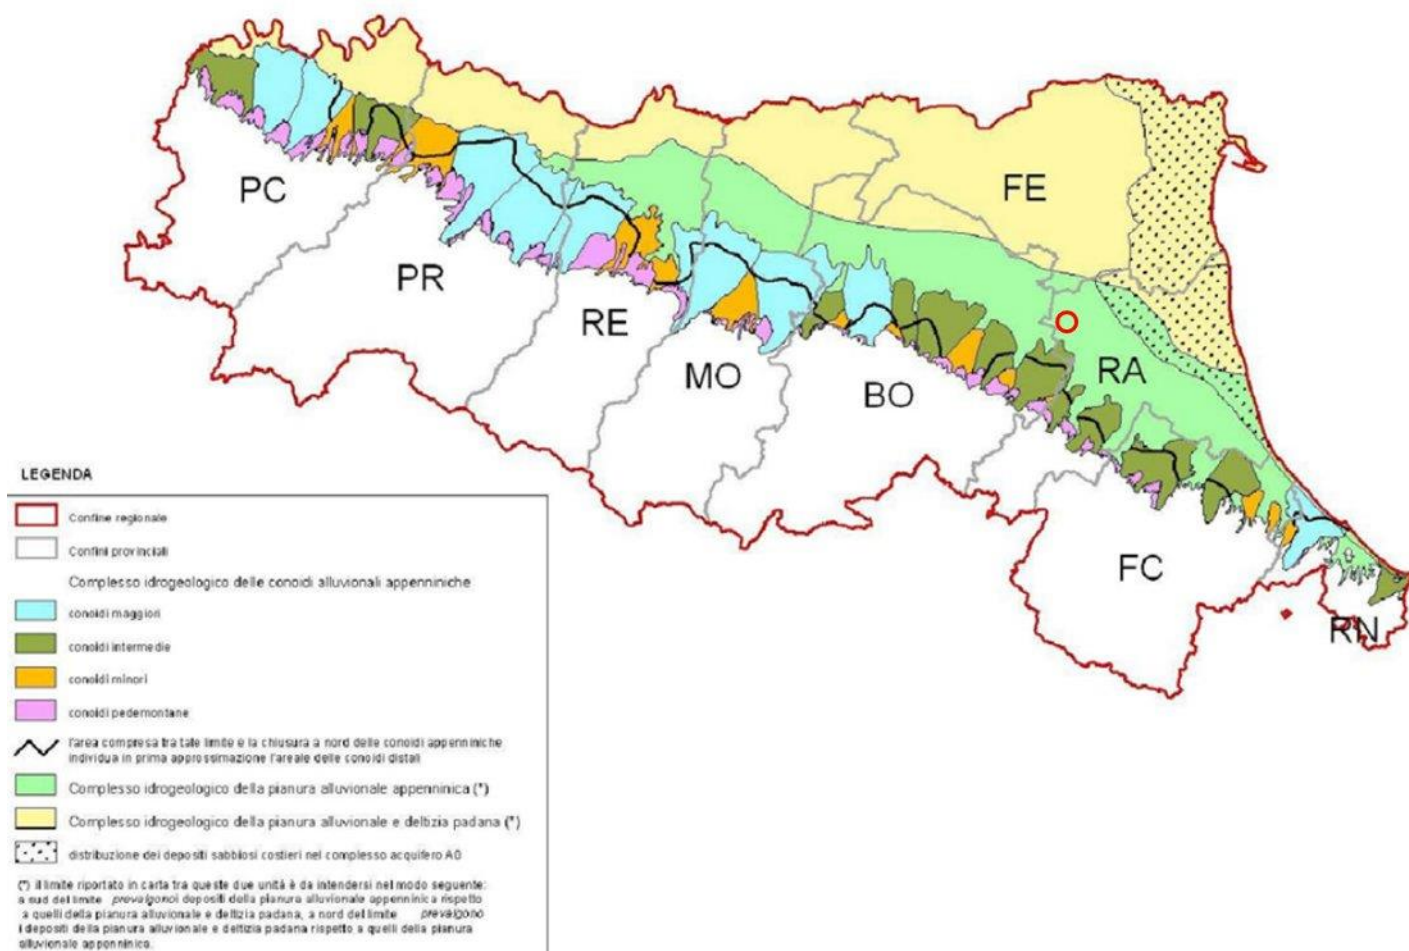 PC
FE
PR
RE
RA
MO
BO
LEGENDA
Confine regionale
Confini provinciali
FC
Complesso idrogeologico delle conoidi alluvionali appenniniche
conoidi maggiori
RN
conoidi intermedie
conoidi minori
conoidi pedemontane
l'area compresa tra tale limite e la chiusura a nord delle conoidi appenniniche
individua in prima approssimazione l'areale delle conoidi distali
Complesso idrogeologico della pianura alluvionale appenninica (*)
Complesso idrogeologico della pianura alluvionale e deltizia padana (*)
distribuzione dei depositi sabbiosi costieri nel complesso acquifero A0
(*) il limite riportato in carta tra queste due unità è da intendersi nel modo seguente:
a sud del limite prevalgono i depositi della pianura alluvionale appenninica rispetto
a quelli della pianura alluvionale e deltizia padana, a nord del limite prevalgono
i depositi della pianura alluvionale e deltizia padana rispetto a quelli della pianura
alluvionale appenninica.